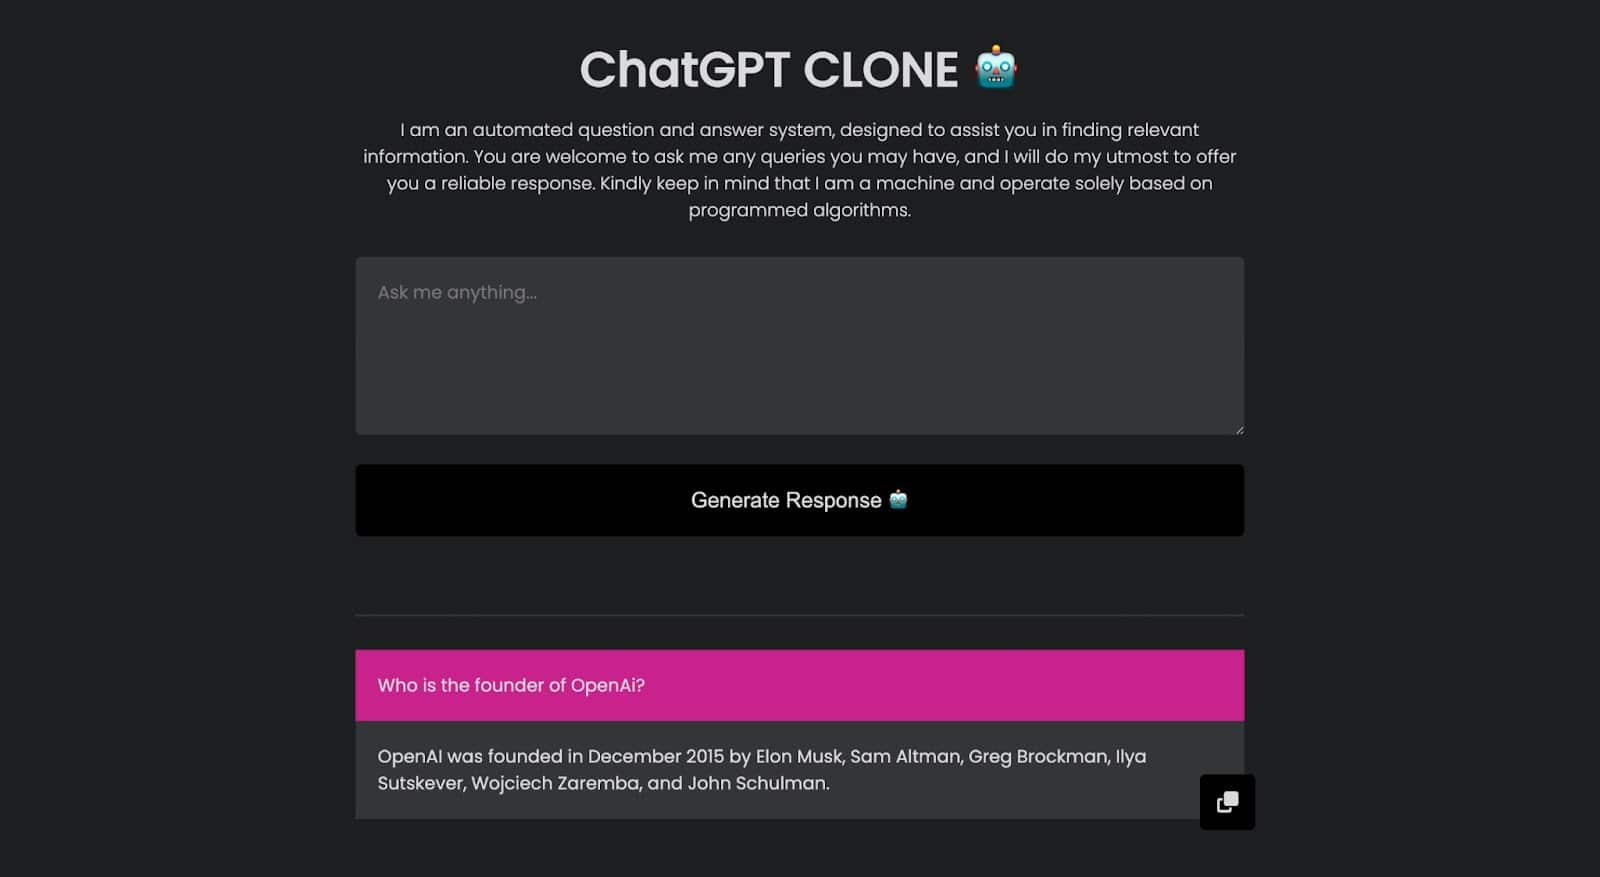 ChatGPT CLONE 🤖
I am an automated question and answer system, designed to assist you in finding relevant
information. You are welcome to ask me any queries you may have, and I will do my utmost to offer
you a reliable response. Kindly keep in mind that I am a machine and operate solely based on
programmed algorithms.
Ask me anything...
Generate Response 🤖
Who is the founder of OpenAi?
OpenAI was founded in December 2015 by Elon Musk, Sam Altman, Greg Brockman, Ilya
Sutskever, Wojciech Zaremba, and John Schulman.